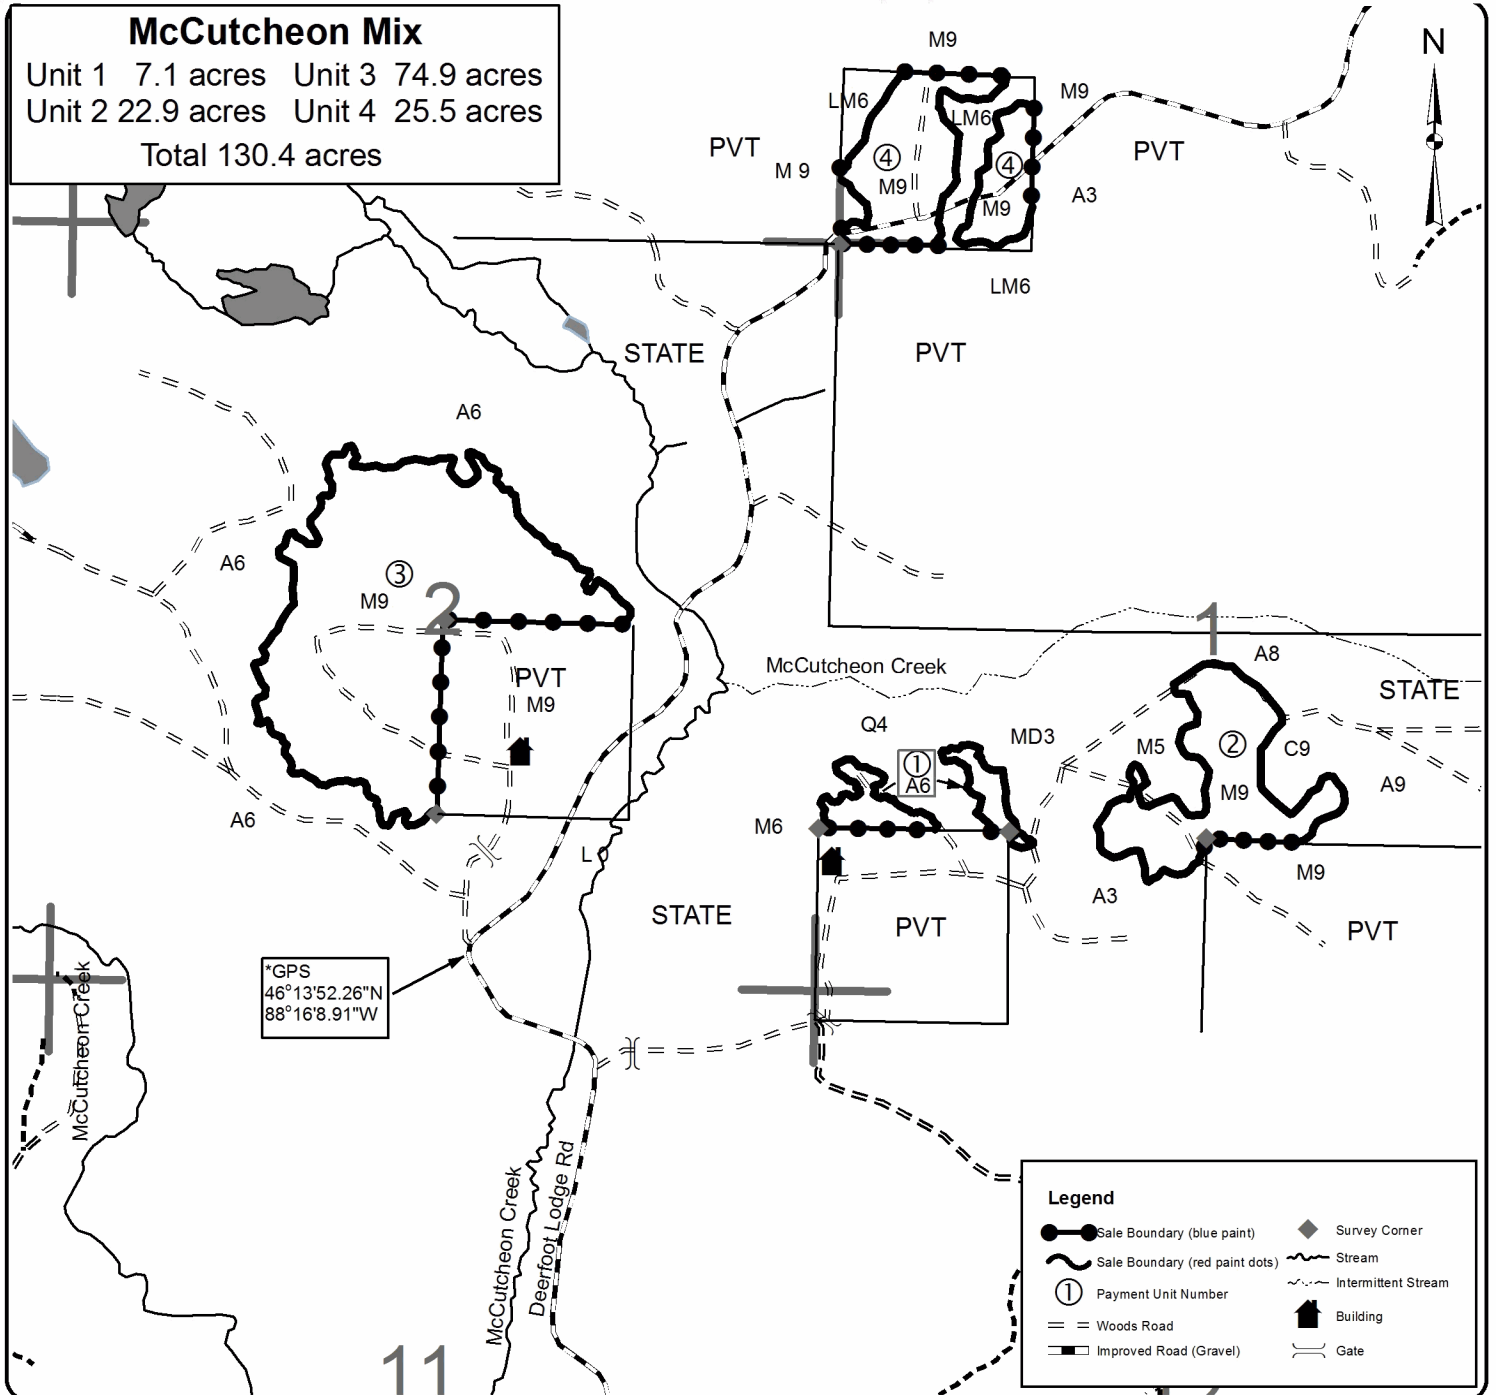 McCutcheon Mix
Unit 1 7.1 acres Unit 3 74.9 acres
Unit 2 22.9 acres Unit 4 25.5 acres
Total 130.4 acres
N
M9
LM6
LM6
M9
PVT
M 9
④
M9
④
M9
PVT
A3
LM6
STATE
PVT
A6
A6
③
M9
2
PVT
M9
A6
1
McCutcheon Creek
A8
STATE
Q4
MD3
①
A6
M6
M5
②
C9
M9
A9
M9
A3
L
STATE
PVT
PVT
*GPS
46°13'52.26"N
88°16'8.91"W
McCutcheon Creek
McCutcheon Creek
Deerfoot Lodge Rd
11
Legend
Sale Boundary (blue paint)
Sale Boundary (red paint dots)
① Payment Unit Number
Woods Road
Improved Road (Gravel)
Survey Corner
Stream
Intermittent Stream
Building
Gate